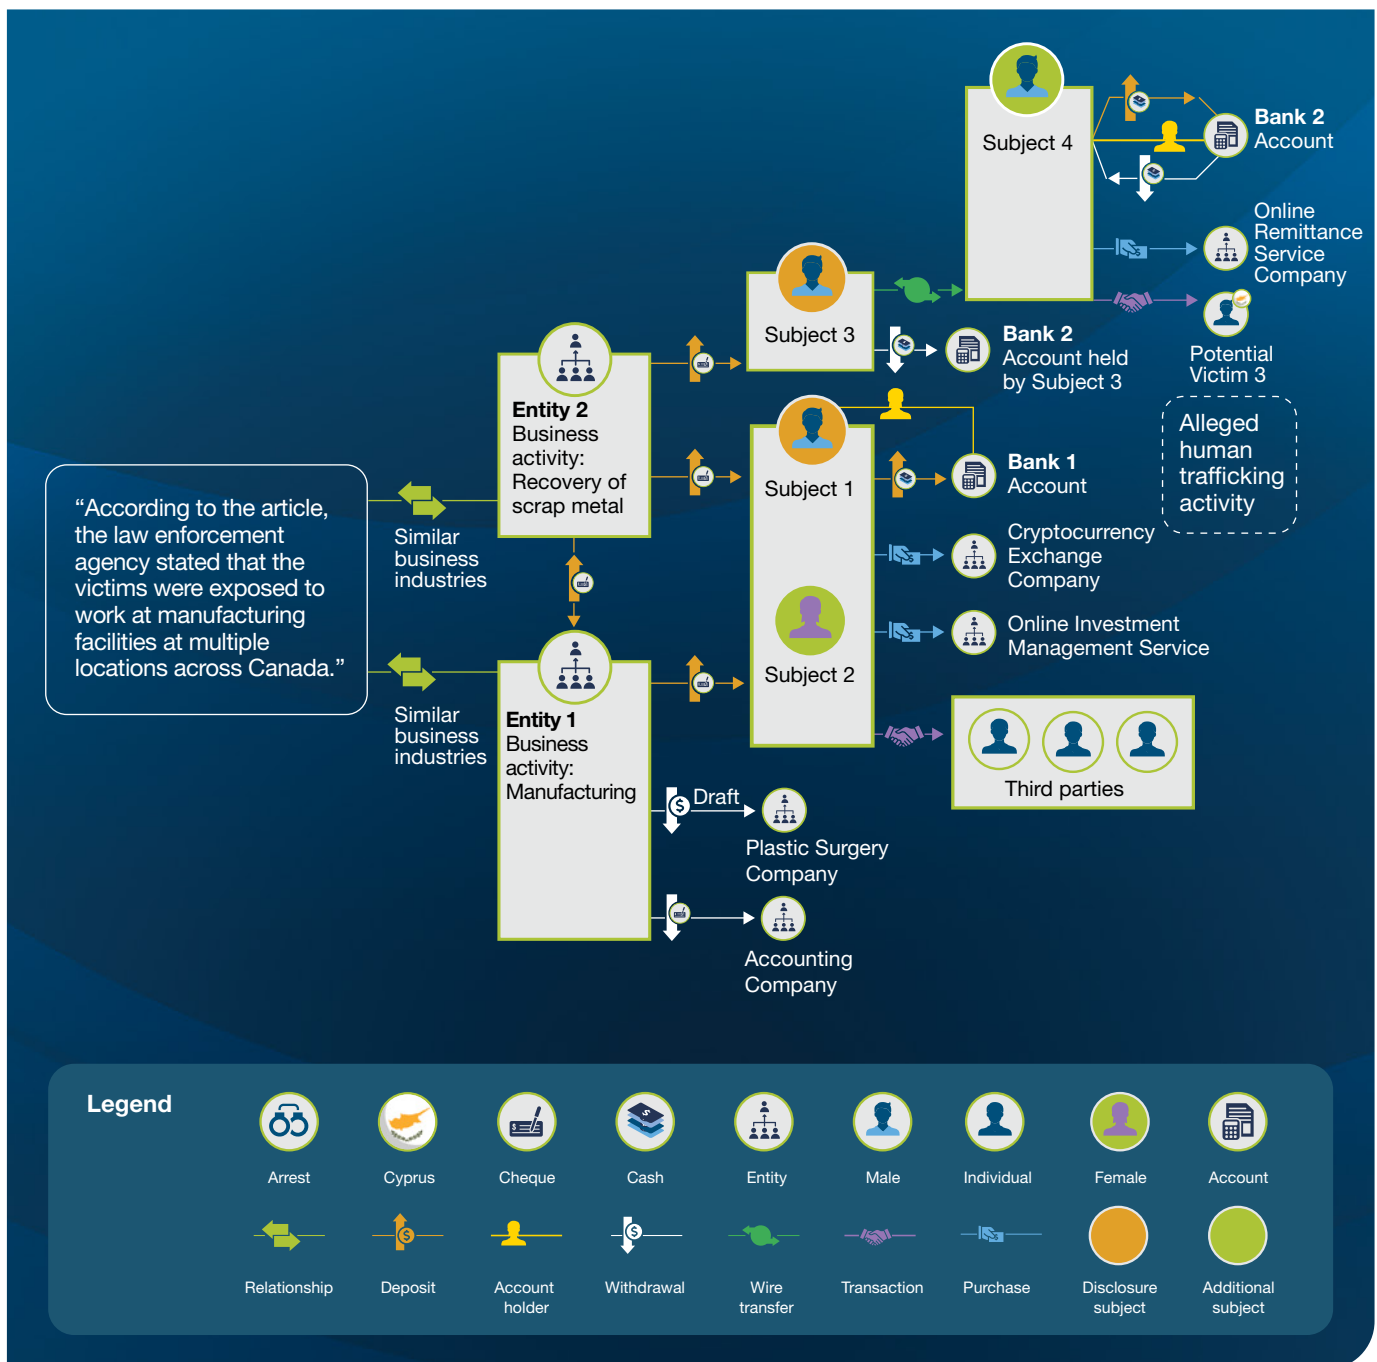 Subject 4
Bank 2
Account
Online
Remittance
Service
Company
Subject 3
Bank 2
Account held
by Subject 3
Potential
Victim 3
Alleged
human
trafficking
activity
Entity 2
Business
activity:
Recovery of
scrap metal
Subject 1
Bank 1
Account
“According to the article,
the law enforcement
agency stated that the
victims were exposed to
work at manufacturing
facilities at multiple
locations across Canada.”
Similar
business
industries
Cryptocurrency
Exchange
Company
Online Investment
Management Service
Subject 2
Similar
business
industries
Entity 1
Business
activity:
Manufacturing
Third parties
Draft
Plastic Surgery
Company
Accounting
Company
Legend
Arrest
Cyprus
Cheque
Cash
Entity
Male
Individual
Female
Account
Relationship
Deposit
Account
holder
Withdrawal
Wire
transfer
Transaction
Purchase
Disclosure
subject
Additional
subject